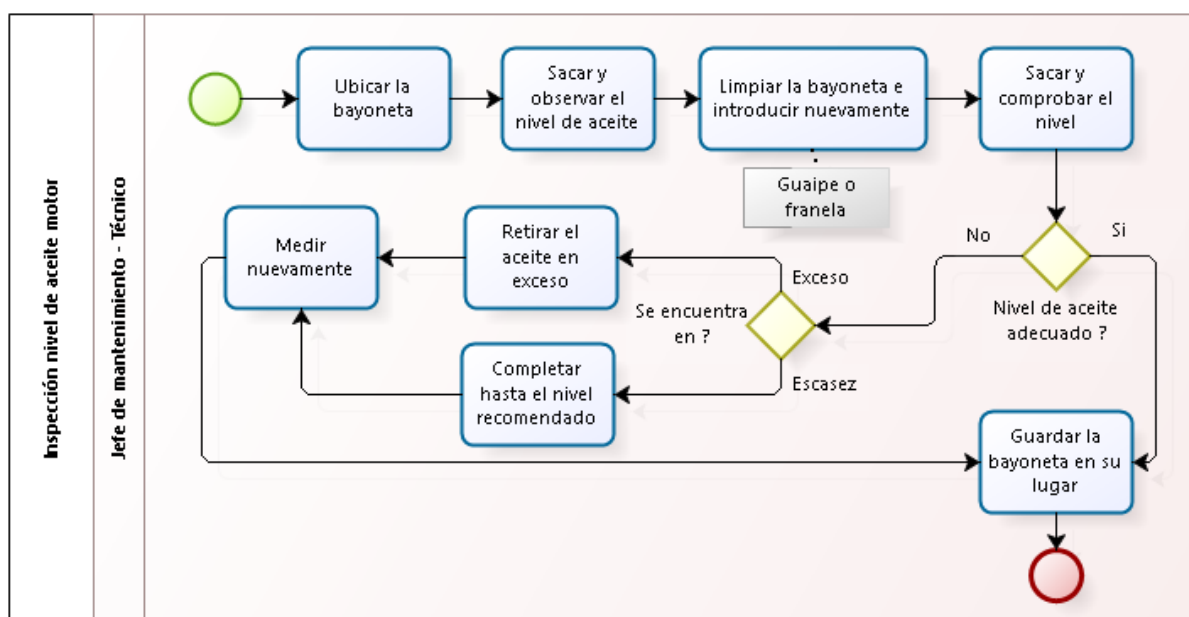 Inspección nivel de aceite motor
Jefe de mantenimiento - Técnico
Ubicar la
bayoneta
Sacar y
observar el
nivel de aceite
Limpiar la bayoneta e
introducir nuevamente
Sacar y
comprobar el
nivel
Guaipe o
franela
Medir
nuevamente
Retirar el
aceite en
exceso
Exceso
No
Si
Se encuentra
en ?
Nivel de aceite
adecuado ?
Completar
hasta el nivel
recomendado
Escasez
Guardar la
bayoneta en su
lugar